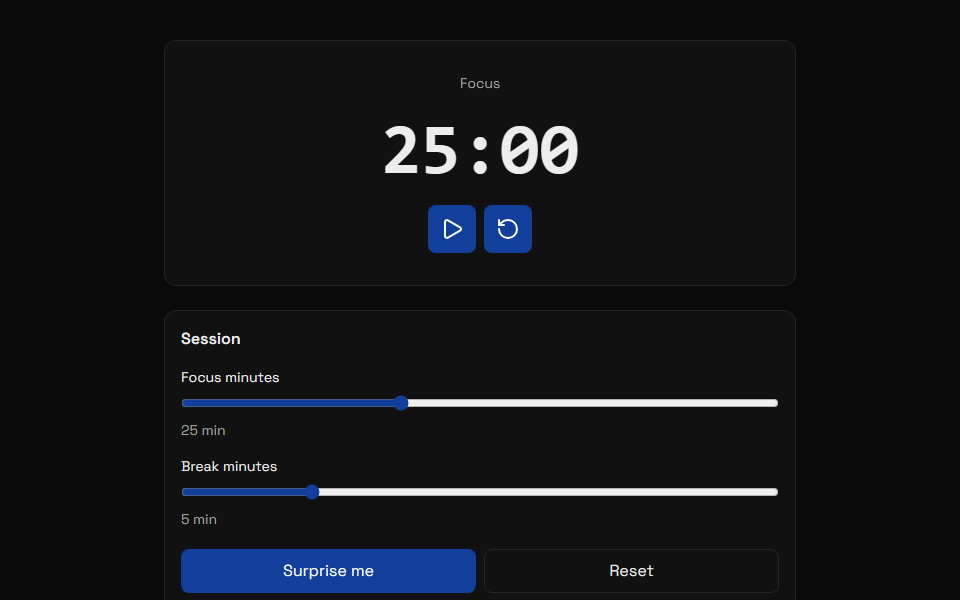 Focus
25:00
Session
Focus minutes
25 min
Break minutes
5 min
Surprise me
Reset